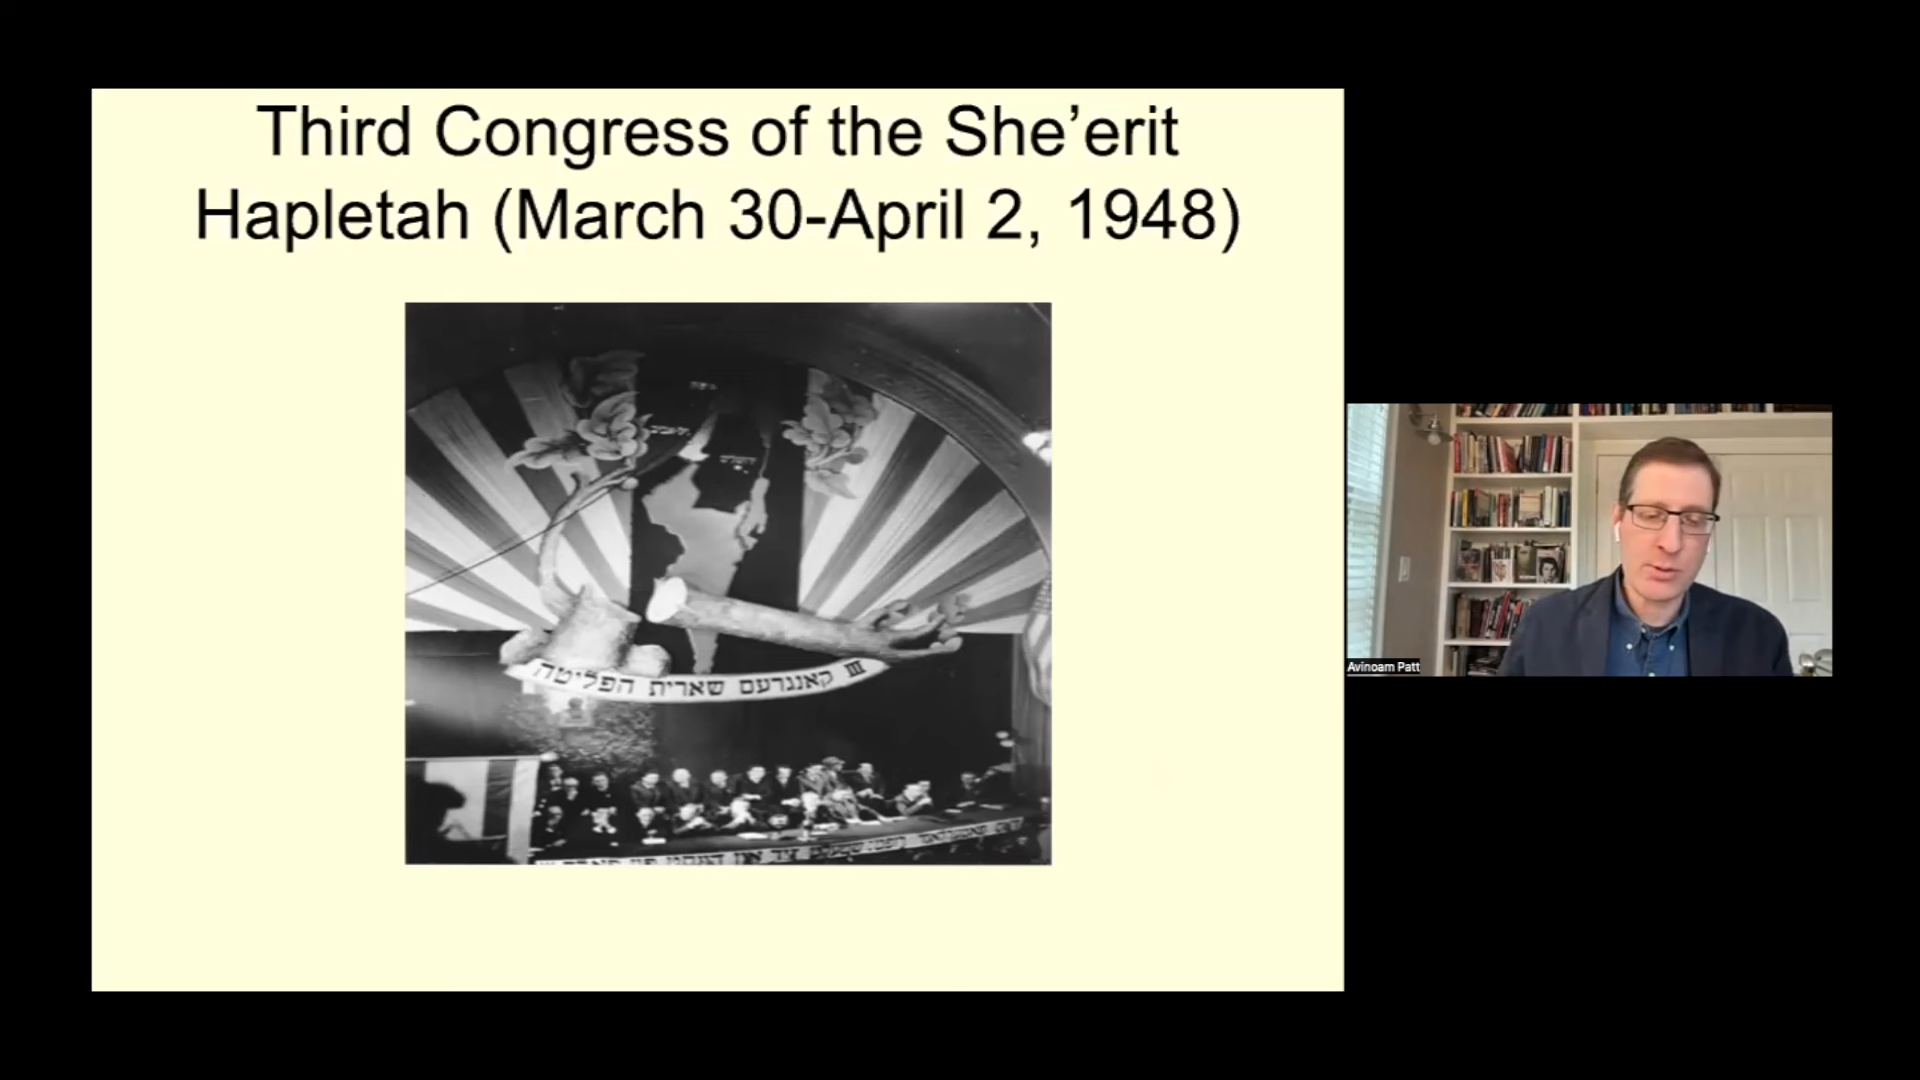 Third Congress of the She’erit
Hapletah (March 30-April 2, 1948)
III קאנגרעס שארית הפליטה
Avinoam Patt